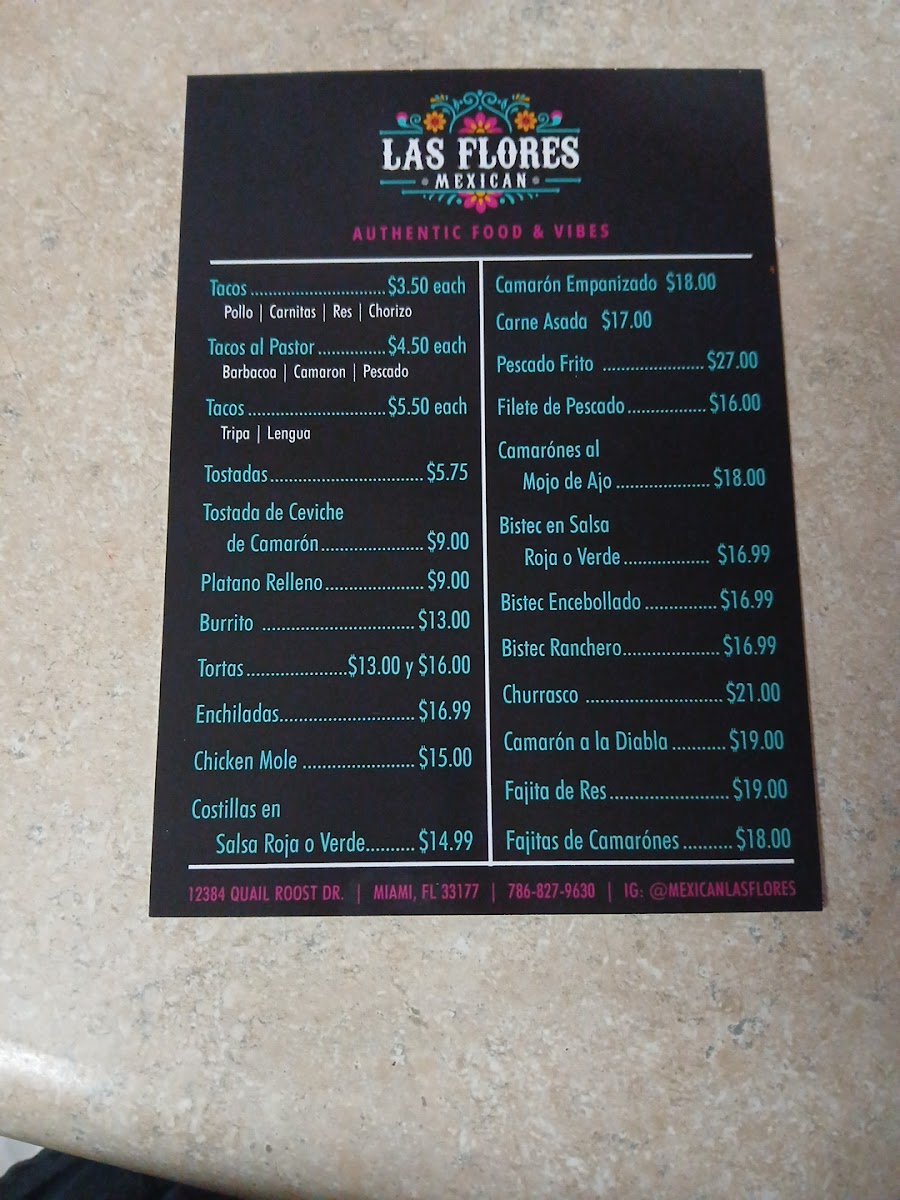 LAS FLORES
MEXICAN
AUTHENTIC FOOD & VIBES
Tacos ............................. $3.50 each
Pollo | Carnitas | Res | Chorizo
Tacos al Pastor ............... $4.50 each
Barbacoa | Camaron | Pescado
Tacos .............................. $5.50 each
Tripa | Lengua
Tostadas ................................. $5.75
Tostada de Ceviche
de Camarón ...................... $9.00
Platano Relleno ..................... $9.00
Burrito ................................. $13.00
Tortas ..................... $13.00 y $16.00
Enchiladas ............................. $16.99
Chicken Mole ........................ $15.00
Costillas en
Salsa Roja o Verde .......... $14.99
Camarón Empanizado $18.00
Carne Asada $17.00
Pescado Frito ...................... $27.00
Filete de Pescado ................. $16.00
Camarónes al
Mojo de Ajo .................... $18.00
Bistec en Salsa
Roja o Verde .................. $16.99
Bistec Encebollado ............... $16.99
Bistec Ranchero .................... $16.99
Churrasco ............................. $21.00
Camarón a la Diabla ........... $19.00
Fajita de Res ......................... $19.00
Fajitas de Camarónes .......... $18.00
12384 QUAIL ROOST DR. | MIAMI, FL 33177 | 786-827-9630 | IG: @MEXICANLASFLORES